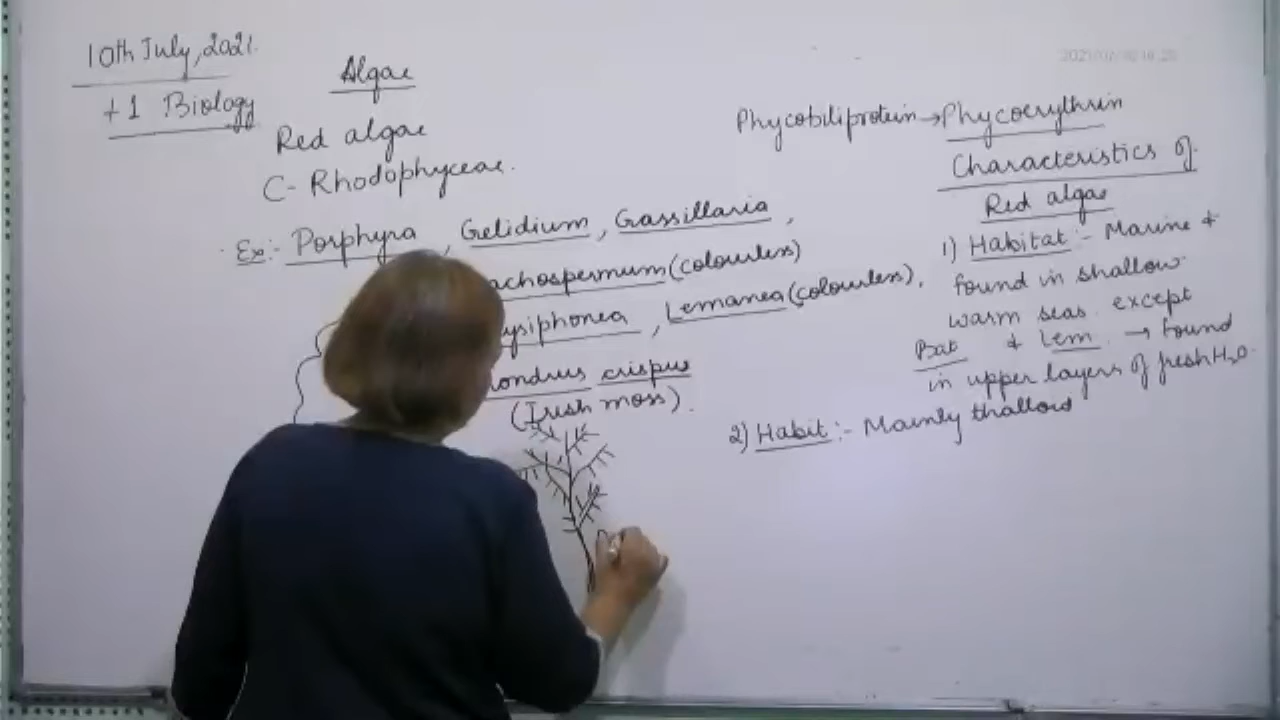 10th July, 2021.
+1 Biology
Algae
Red algae
C- Rhodophyceae.
Ex:- Porphyra, Gelidium, Grassillaria,
achospermum (colourless)
ysiphonea, Lemanea (colourless),
ondrus crispus
(Irish moss).
Phycobiliprotein → Phycoerythrin
Characteristics of
Red algae
1) Habitat:- Marine &
found in shallow
warm seas except
Bat & Lem → found
in upper layers of fresh H2O.
2) Habit:- Mainly thalloid